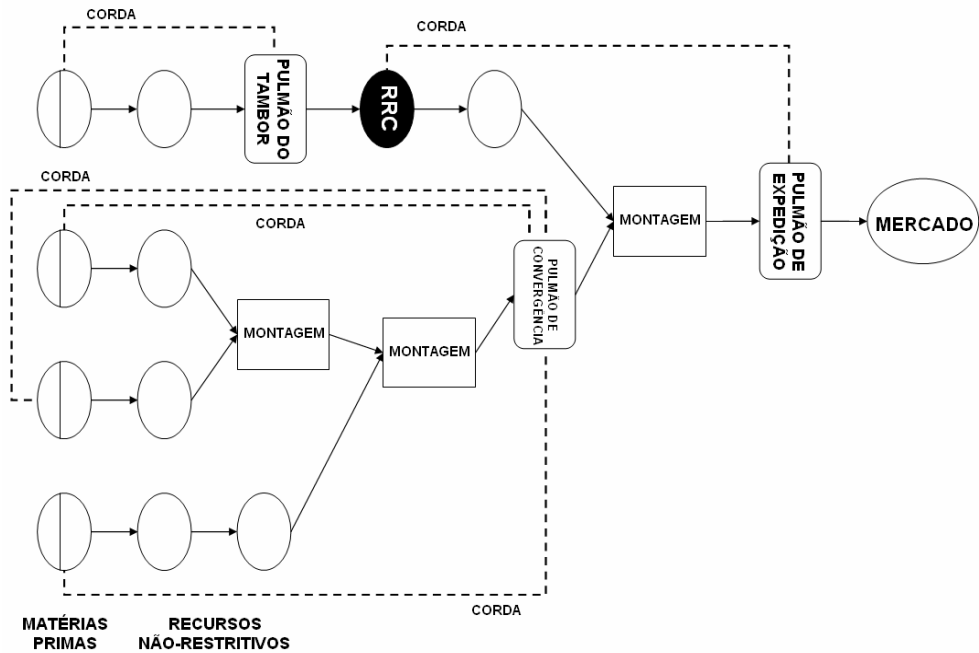 CORDA
CORDA
PULMÃO DO
TAMBOR
RRC
CORDA
CORDA
PULMÃO DE
CONVERGÊNCIA
MONTAGEM
PULMÃO DE
EXPEDIÇÃO
MERCADO
MONTAGEM
MONTAGEM
CORDA
MATÉRIAS
PRIMAS
RECURSOS
NÃO-RESTRITIVOS